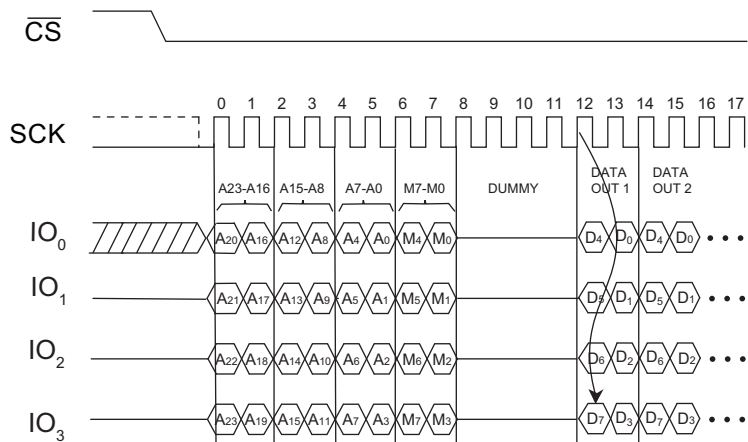 CS
0 1 2 3 4 5 6 7 8 9 10 11 12 13 14 15 16 17
SCK
A23-A16 A15-A8 A7-A0 M7-M0 DUMMY DATA OUT 1 DATA OUT 2
IO0 A20 A16 A12 A8 A4 A0 M4 M0 D4 D0 D4 D0 •••
IO1 A21 A17 A13 A9 A5 A1 M5 M1 D5 D1 D5 D1 •••
IO2 A22 A18 A14 A10 A6 A2 M6 M2 D6 D2 D6 D2 •••
IO3 A23 A19 A15 A11 A7 A3 M7 M3 D7 D3 D7 D3 •••